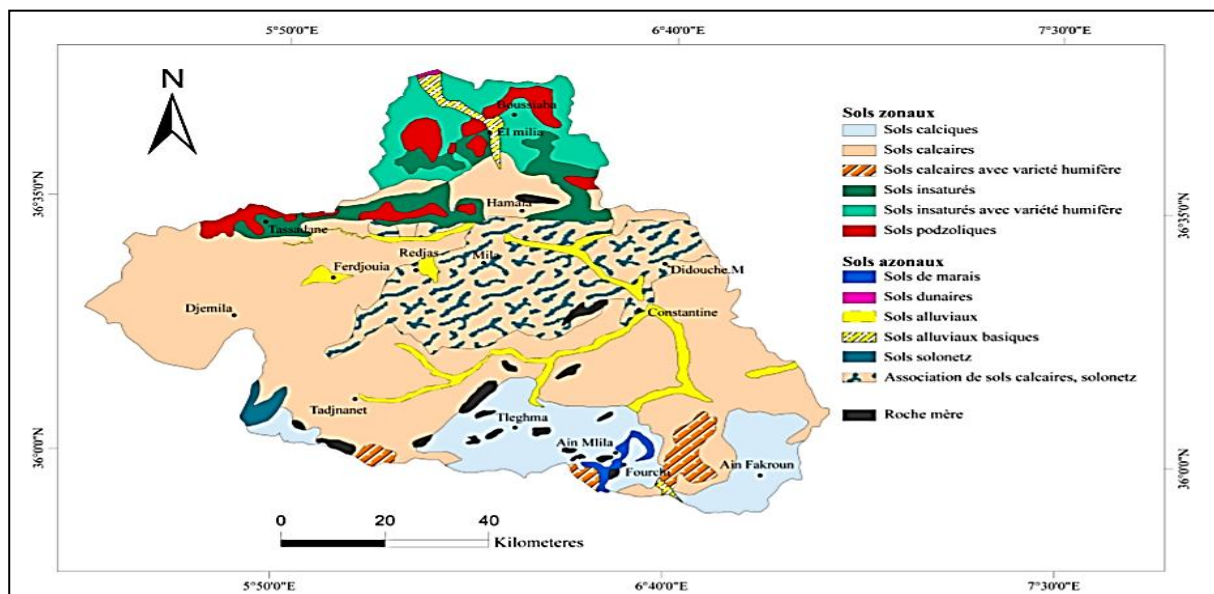 5°50'0"E 6°40'0"E 7°30'0"E
N
36°35'0"N
36°0'0"N
36°35'0"N
36°0'0"N
Boussiaba
El milia
Hamala
Tassadane
Redjas
Mila
Ferdjouia
Didouche.M
Djemila
Constantine
Tadjnanet
Tleghma
Ain Mlila
Fourchi
Ain Fakroun
Sols zonaux
Sols calciques
Sols calcaires
Sols calcaires avec varieté humifère
Sols insaturés
Sols insaturés avec variété humifère
Sols podzoliques
Sols azonaux
Sols de marais
Sols dunaires
Sols alluviaux
Sols alluviaux basiques
Sols solonetz
Association de sols calcaires, solonetz
Roche mère
0 20 40
Kilometeres
5°50'0"E 6°40'0"E 7°30'0"E